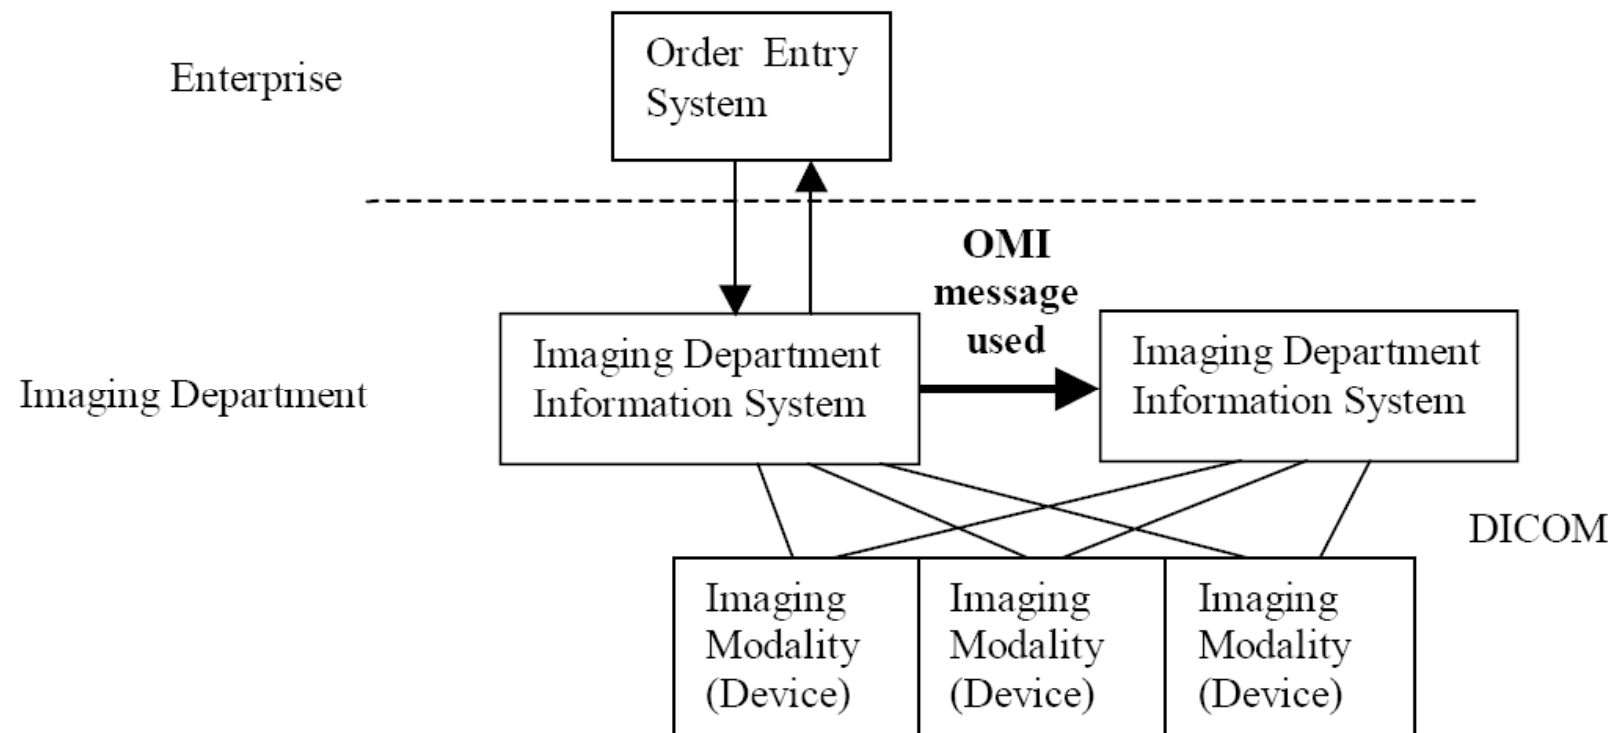 Enterprise
Order Entry
System
OMI
message
used
Imaging Department
Imaging Department
Information System
Imaging Department
Information System
DICOM
Imaging
Modality
(Device)
Imaging
Modality
(Device)
Imaging
Modality
(Device)